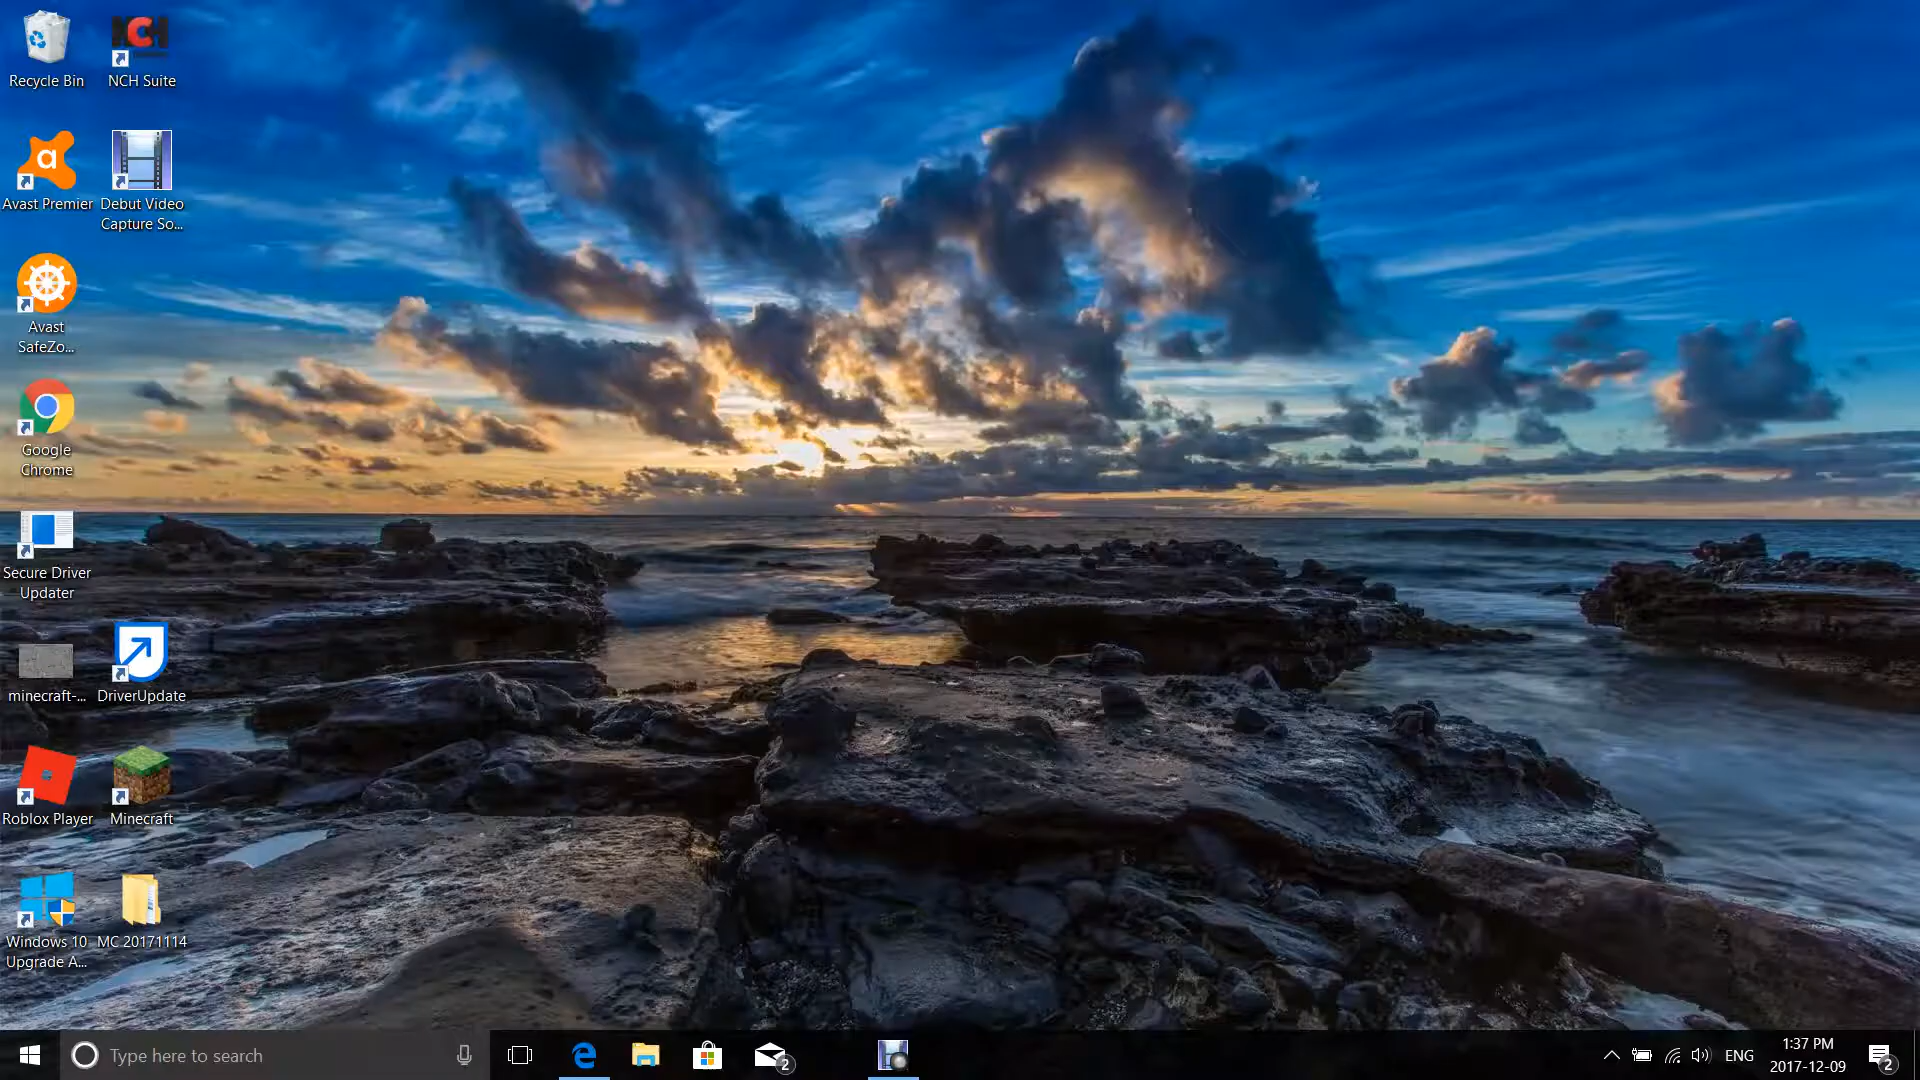 Recycle Bin
NCH
NCH Suite
a
Avast Premier
Debut Video
Capture So...
Avast
SafeZo...
Google
Chrome
Secure Driver
Updater
minecraft-...
DriverUpdate
Roblox Player
Minecraft
Windows 10
Upgrade A...
MC 20171114
Type here to search
2
ENG
1:37 PM
2017-12-09
2